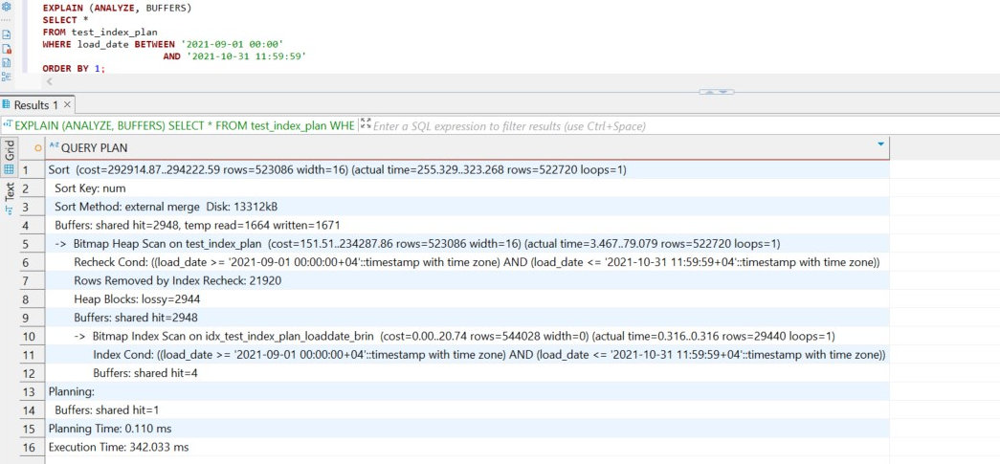 EXPLAIN (ANALYZE, BUFFERS)
SELECT *
FROM test_index_plan
WHERE load_date BETWEEN '2021-09-01 00:00'
AND '2021-10-31 11:59:59'
ORDER BY 1;
Results 1 ×
EXPLAIN (ANALYZE, BUFFERS) SELECT * FROM test_index_plan WHE Enter a SQL expression to filter results (use Ctrl+Space)
Grid
Text
A-Z QUERY PLAN
1 Sort (cost=292914.87..294222.59 rows=523086 width=16) (actual time=255.329..323.268 rows=522720 loops=1)
2 Sort Key: num
3 Sort Method: external merge Disk: 13312kB
4 Buffers: shared hit=2948, temp read=1664 written=1671
5 -> Bitmap Heap Scan on test_index_plan (cost=151.51..234287.86 rows=523086 width=16) (actual time=3.467..79.079 rows=522720 loops=1)
6 Recheck Cond: ((load_date >= '2021-09-01 00:00:00+04'::timestamp with time zone) AND (load_date <= '2021-10-31 11:59:59+04'::timestamp with time zone))
7 Rows Removed by Index Recheck: 21920
8 Heap Blocks: lossy=2944
9 Buffers: shared hit=2948
10 -> Bitmap Index Scan on idx_test_index_plan_loaddate_brin (cost=0.00..20.74 rows=544028 width=0) (actual time=0.316..0.316 rows=29440 loops=1)
11 Index Cond: ((load_date >= '2021-09-01 00:00:00+04'::timestamp with time zone) AND (load_date <= '2021-10-31 11:59:59+04'::timestamp with time zone))
12 Buffers: shared hit=4
13 Planning:
14 Buffers: shared hit=1
15 Planning Time: 0.110 ms
16 Execution Time: 342.033 ms